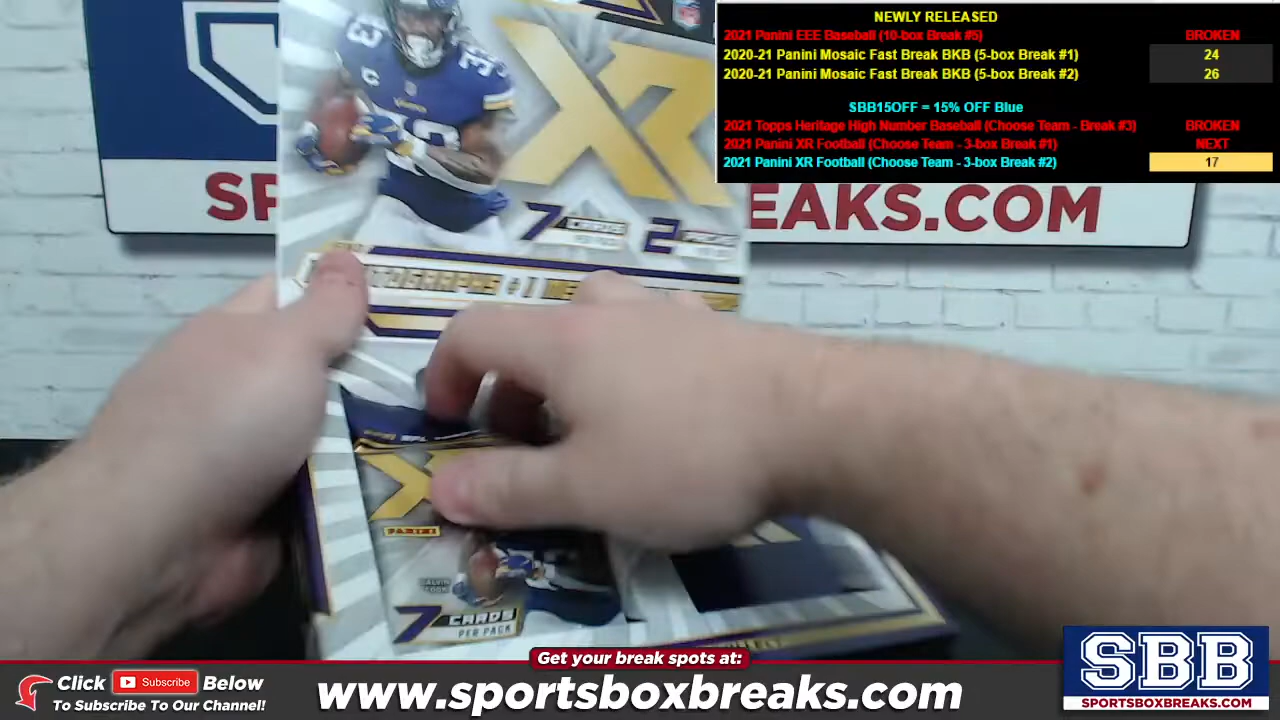 NEWLY RELEASED
2021 Panini EEE Baseball (10-box Break #5) BROKEN
2020-21 Panini Mosaic Fast Break BKB (5-box Break #1) 24
2020-21 Panini Mosaic Fast Break BKB (5-box Break #2) 26
SBB15OFF = 15% OFF Blue
2021 Topps Heritage High Number Baseball (Choose Team - Break #3) BROKEN
2021 Panini XR Football (Choose Team - 3-box Break #1) NEXT
2021 Panini XR Football (Choose Team - 3-box Break #2) 17
33
XR
7 CARDS
2
EAKS.COM
PANINI
7 CARDS
PER PACK
Get your break spots at:
Click Subscribe Below
To Subscribe To Our Channel!
www.sportsboxbreaks.com
SBB
SPORTSBOXBREAKS.COM